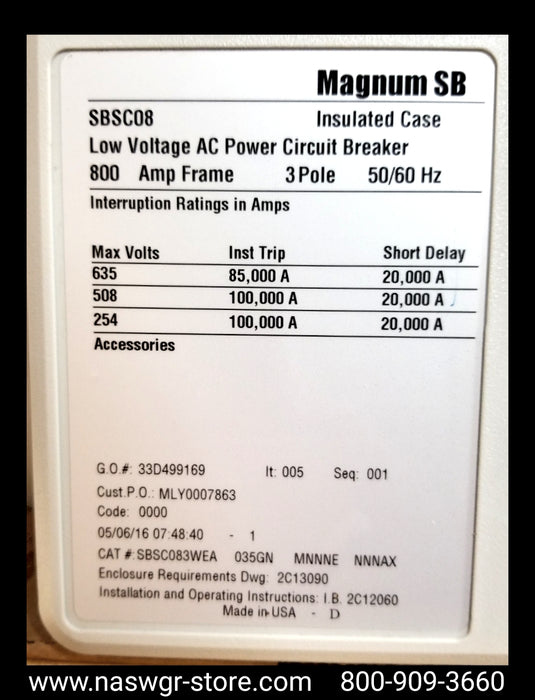 Magnum SB
SBSC08 Insulated Case
Low Voltage AC Power Circuit Breaker
800 Amp Frame 3 Pole 50/60 Hz
Interruption Ratings in Amps
Max Volts Inst Trip Short Delay
635 85,000 A 20,000 A
508 100,000 A 20,000 A
254 100,000 A 20,000 A
Accessories
G.O.#: 33D499169 It: 005 Seq: 001
Cust.P.O.: MLY0007863
Code: 0000
05/06/16 07:48:40 - 1
CAT #:SBSC083WEA 035GN MNNNE NNNAX
Enclosure Requirements Dwg: 2C13090
Installation and Operating Instructions: I.B. 2C12060
Made in USA - D
www.naswgr-store.com 800-909-3660